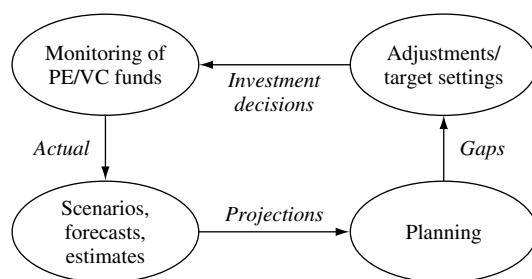 Monitoring of
PE/VC funds
Adjustments/
target settings
Investment
decisions
Actual
Gaps
Scenarios,
forecasts,
estimates
Projections
Planning